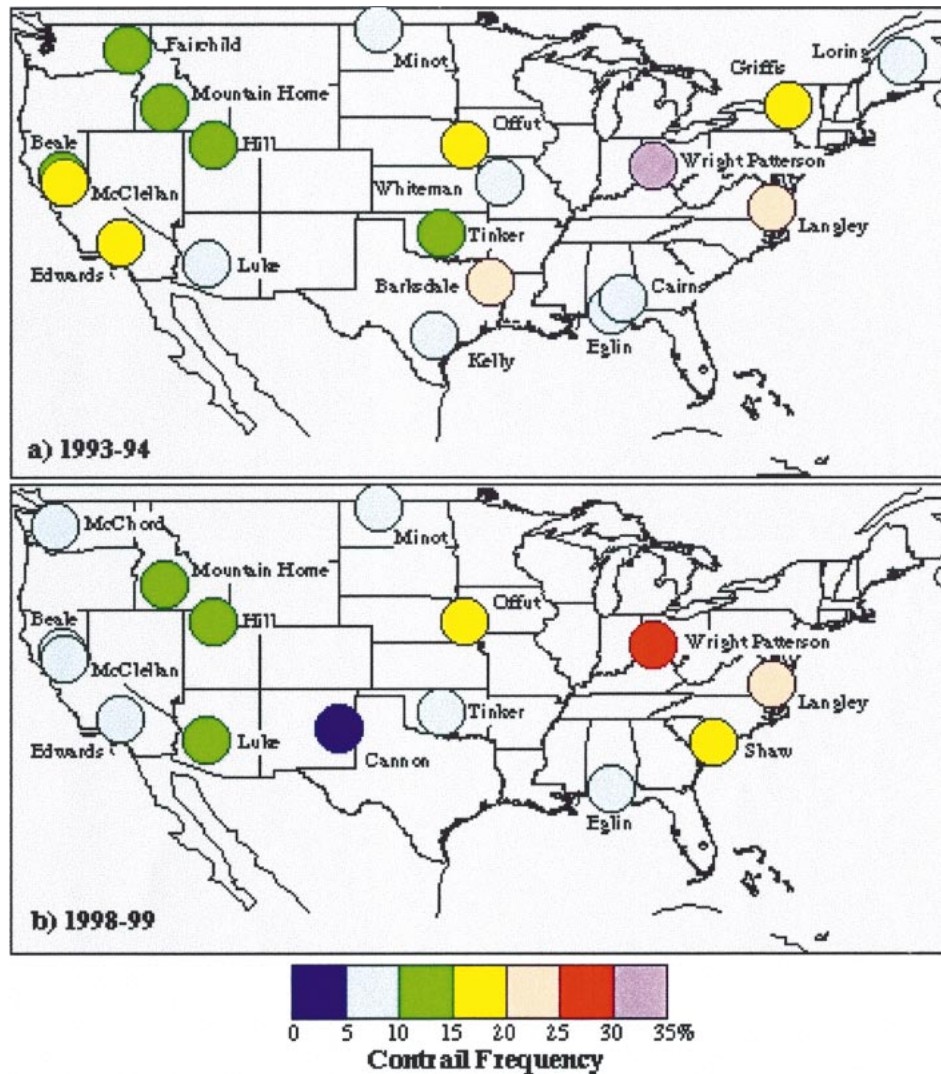 Fairchild
Minot
Loring
Griffis
Mountain Home
Offut
Beale
Hill
Wright Patterson
McClellan
Whiteman
Tinker
Langley
Edwards
Luke
Barksdale
Cairns
Kelly
Eglin
a) 1993-94
McChord
Minot
Mountain Home
Offut
Beale
Hill
Wright Patterson
McClellan
Langley
Tinker
Edwards
Luke
Cannon
Shaw
Eglin
b) 1998-99
0 5 10 15 20 25 30 35%
Contrail Frequency